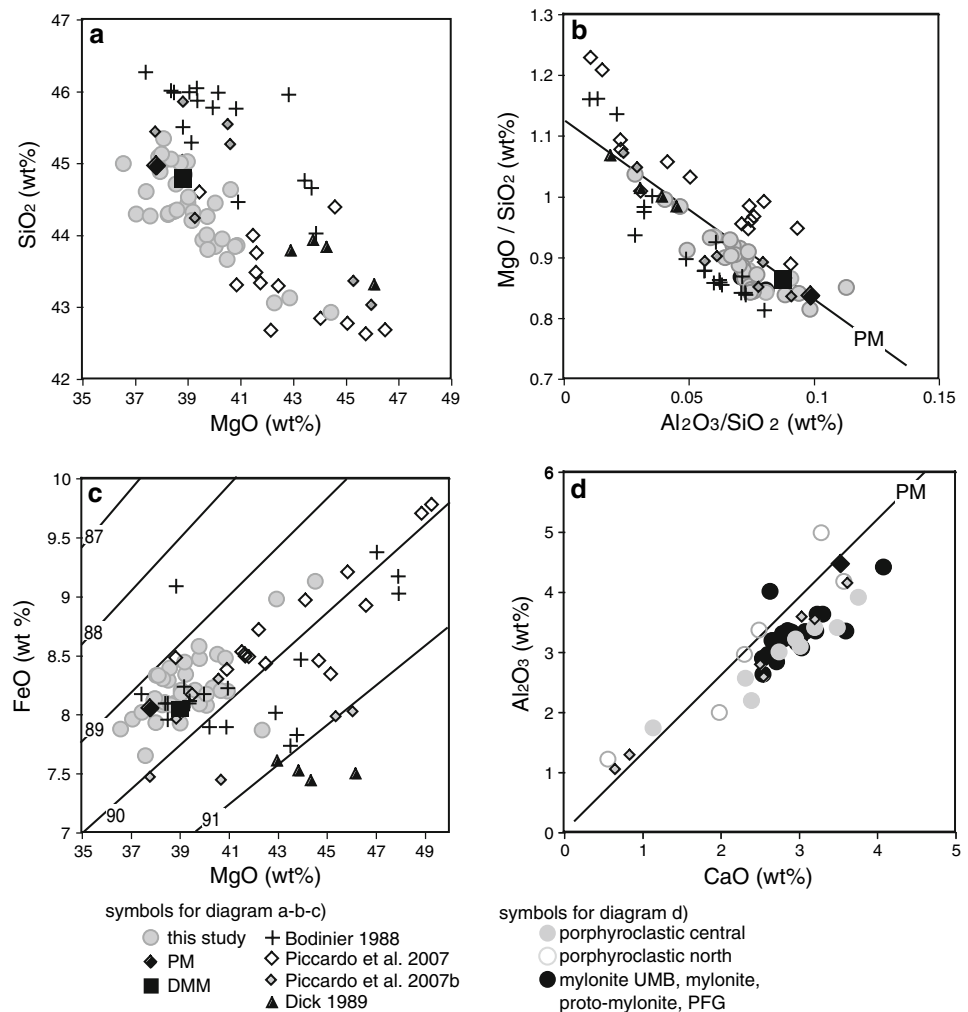 a
47
46
45
44
43
42
SiO2 (wt%)
35 37 39 41 43 45 47 49
MgO (wt%)
b
1.3
1.2
1.1
1.0
0.9
0.8
0.7
MgO / SiO2 (wt%)
PM
0 0.05 0.1 0.15
Al2O3/SiO 2 (wt%)
c
10
9.5
9
8.5
8
7.5
7
FeO (wt %)
87
88
89
90
91
35 37 39 41 43 45 47 49
MgO (wt%)
d
6
5
4
3
2
1
0
Al2O3 (wt%)
PM
0 1 2 3 4 5
CaO (wt%)
symbols for diagram a-b-c)
this study
PM
DMM
Bodinier 1988
Piccardo et al. 2007
Piccardo et al. 2007b
Dick 1989
symbols for diagram d)
porphyroclastic central
porphyroclastic north
mylonite UMB, mylonite,
proto-mylonite, PFG